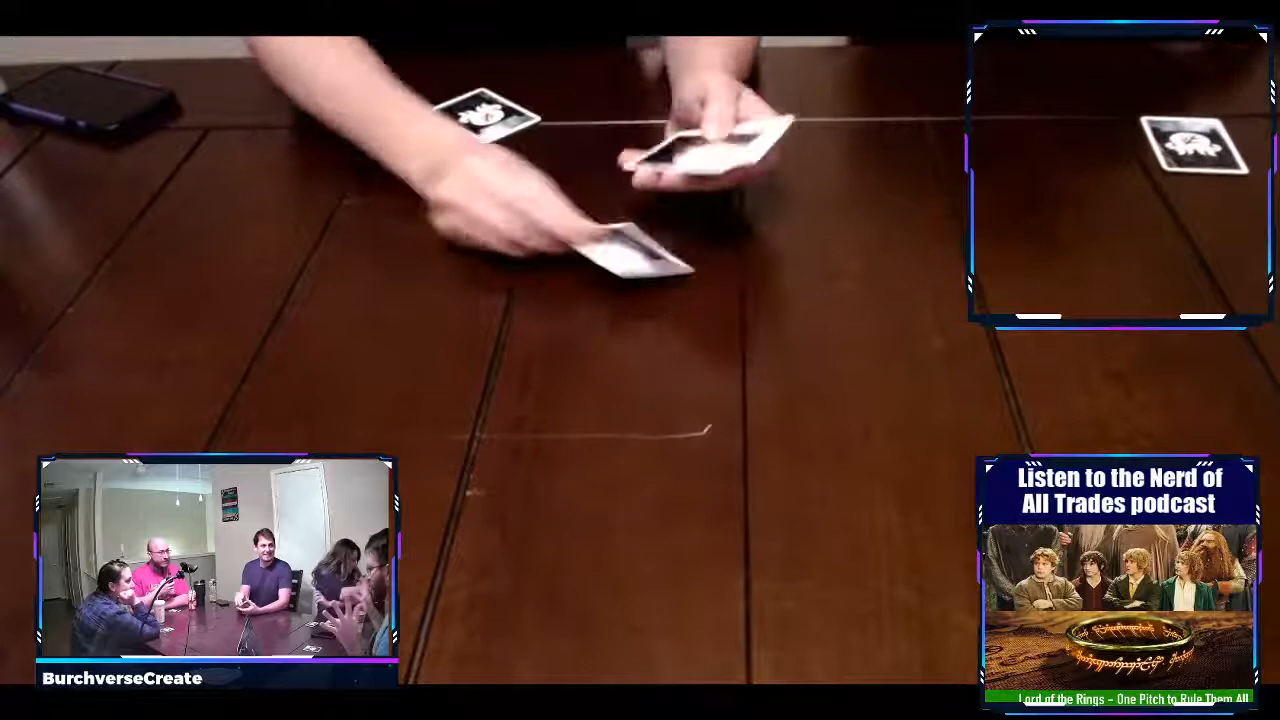 Listen to the Nerd of
All Trades podcast
Lord of the Rings – One Pitch to Rule Them All
BurchverseCreate